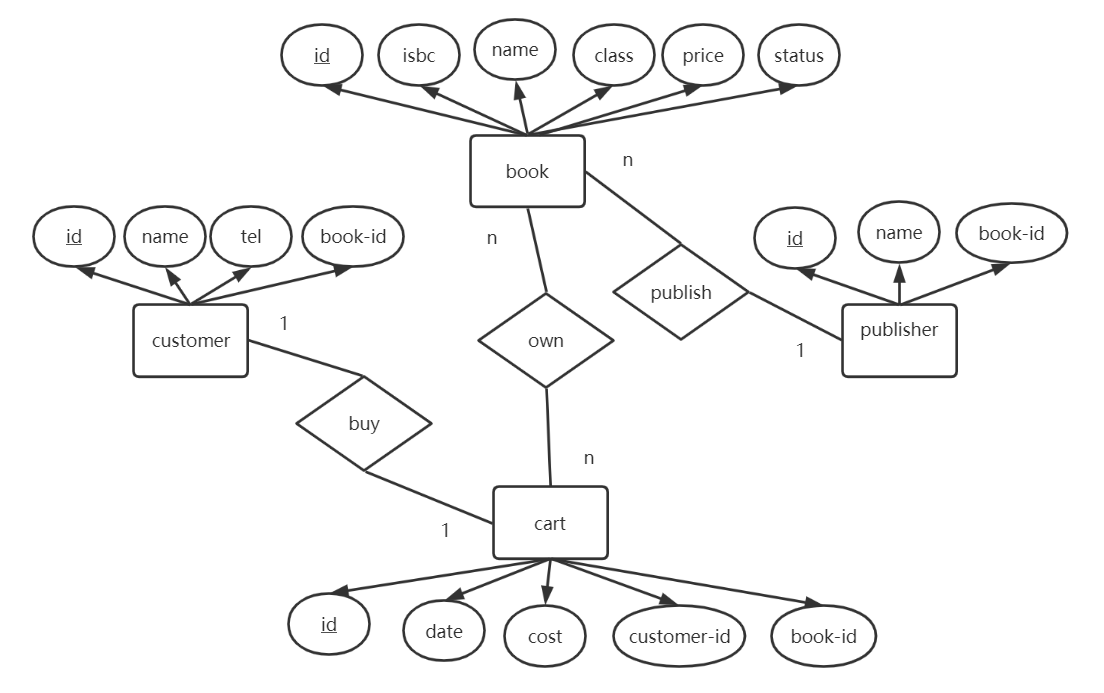 id
isbc
name
class
price
status
book
n
id
name
tel
book-id
n
id
name
book-id
publish
customer
1
own
publisher
1
buy
n
cart
1
id
date
cost
customer-id
book-id